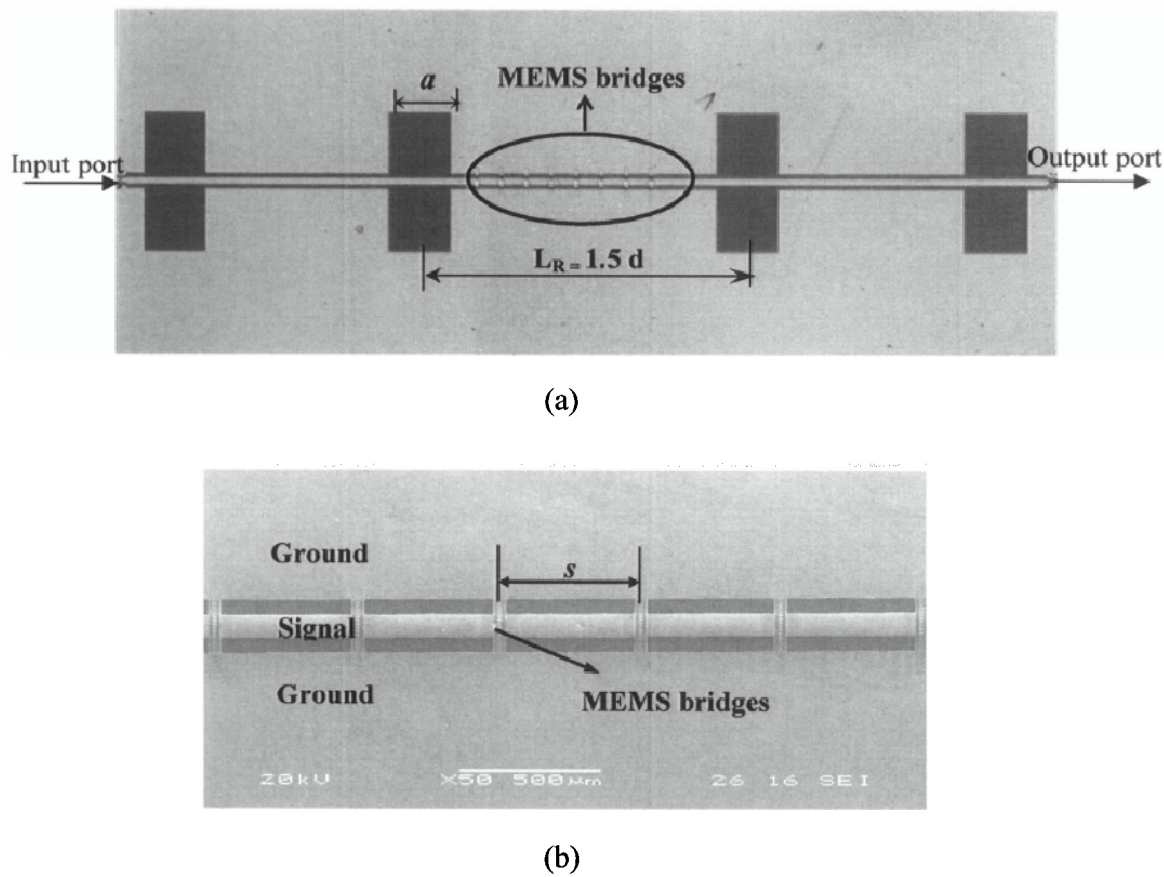 a
MEMS bridges
Input port
Output port
L_R = 1.5 d
(a)
Ground
s
Signal
Ground
MEMS bridges
20kV X50 500µm 26 16 SEI
(b)